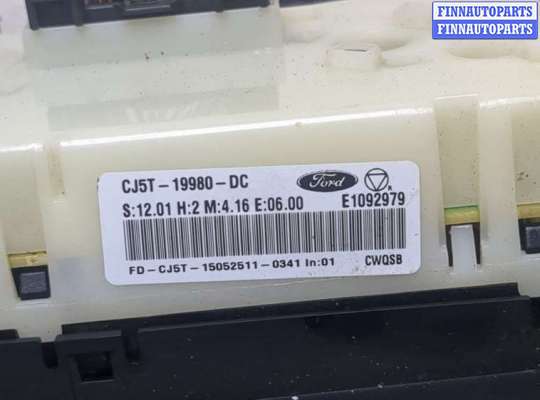 FINNAUTOPARTS
FINNAUTOPARTS
CJ5T-19980-DC Ford
S:12.01 H:2 M:4.16 E:06.00 E1092979
FD-CJ5T-15052511-0341 In:01 CWQSB